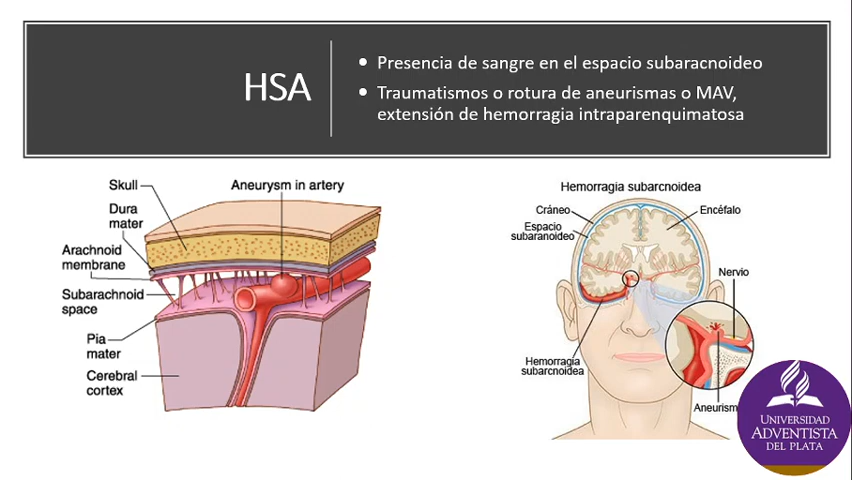 HSA
• Presencia de sangre en el espacio subaracnoideo
• Traumatismos o rotura de aneurismas o MAV,
extensión de hemorragia intraparenquimatosa
Skull
Aneurysm in artery
Dura
mater
Arachnoid
membrane
Subarachnoid
space
Pia
mater
Cerebral
cortex
Hemorragia subarcnoidea
Cráneo
Encéfalo
Espacio
subaranoideo
Nervio
Hemorragia
subarcnoidea
Aneurism
UNIVERSIDAD
ADVENTISTA
DEL PLATA